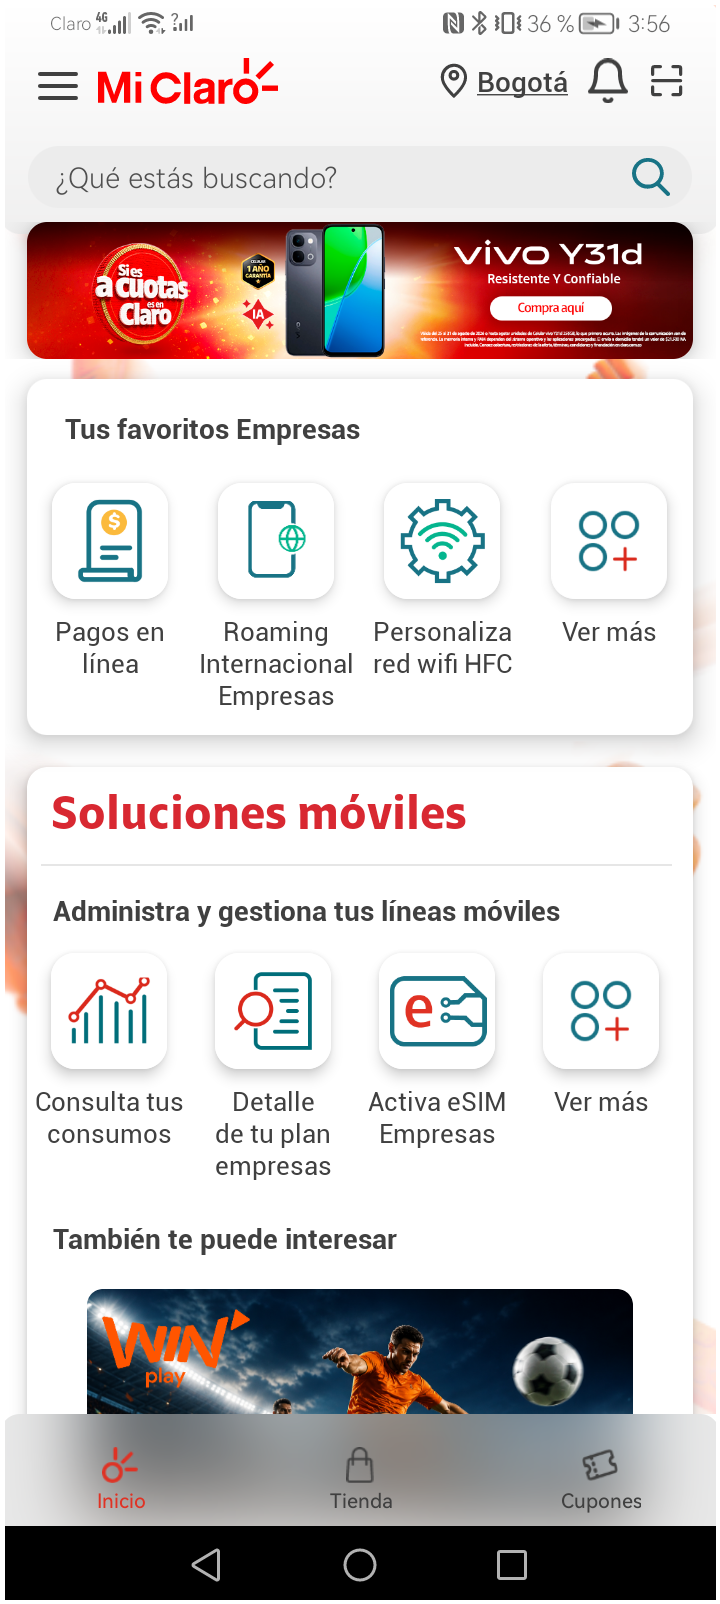 Claro 4G ? 36 % 3:56
Mi Claro
Bogotá
¿Qué estás buscando?
Si es
a cuotas
es en
Claro
1 AÑO
GARANTÍA
IA
vivo Y31d
Resistente Y Confiable
Compra aquí
Tus favoritos Empresas
Pagos en
línea
Roaming
Internacional
Empresas
Personaliza
red wifi HFC
Ver más
Soluciones móviles
Administra y gestiona tus líneas móviles
Consulta tus
consumos
Detalle
de tu plan
empresas
Activa eSIM
Empresas
Ver más
También te puede interesar
WIN
play
Inicio
Tienda
Cupones